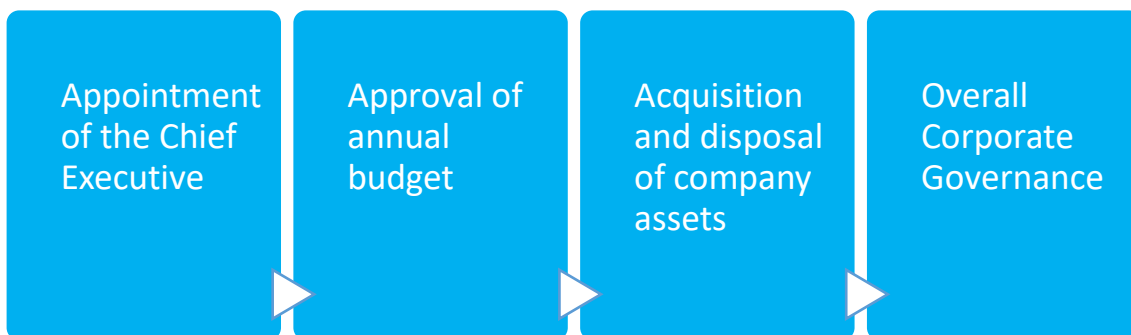 Appointment
of the Chief
Executive
Approval of
annual
budget
Acquisition
and disposal
of company
assets
Overall
Corporate
Governance